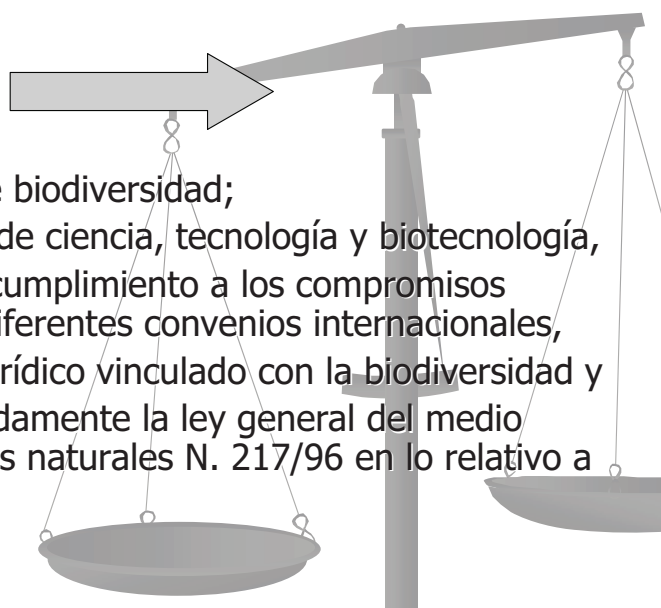 biodiversidad;
de ciencia, tecnología y biotecnología,
cumplimiento a los compromisos
diferentes convenios internacionales,
rídico vinculado con la biodiversidad y
damente la ley general del medio
s naturales N. 217/96 en lo relativo a